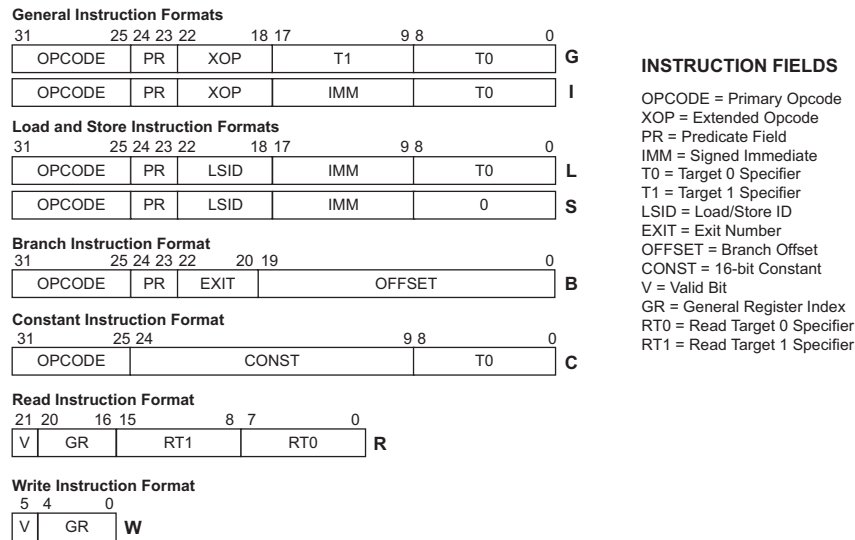 General Instruction Formats
31 25 24 23 22 18 17 9 8 0
OPCODE PR XOP T1 T0 G
OPCODE PR XOP IMM T0 I
Load and Store Instruction Formats
31 25 24 23 22 18 17 9 8 0
OPCODE PR LSID IMM T0 L
OPCODE PR LSID IMM 0 S
Branch Instruction Format
31 25 24 23 22 20 19 0
OPCODE PR EXIT OFFSET B
Constant Instruction Format
31 25 24 9 8 0
OPCODE CONST T0 C
Read Instruction Format
21 20 16 15 8 7 0
V GR RT1 RT0 R
Write Instruction Format
5 4 0
V GR W
INSTRUCTION FIELDS
OPCODE = Primary Opcode
XOP = Extended Opcode
PR = Predicate Field
IMM = Signed Immediate
T0 = Target 0 Specifier
T1 = Target 1 Specifier
LSID = Load/Store ID
EXIT = Exit Number
OFFSET = Branch Offset
CONST = 16-bit Constant
V = Valid Bit
GR = General Register Index
RT0 = Read Target 0 Specifier
RT1 = Read Target 1 Specifier